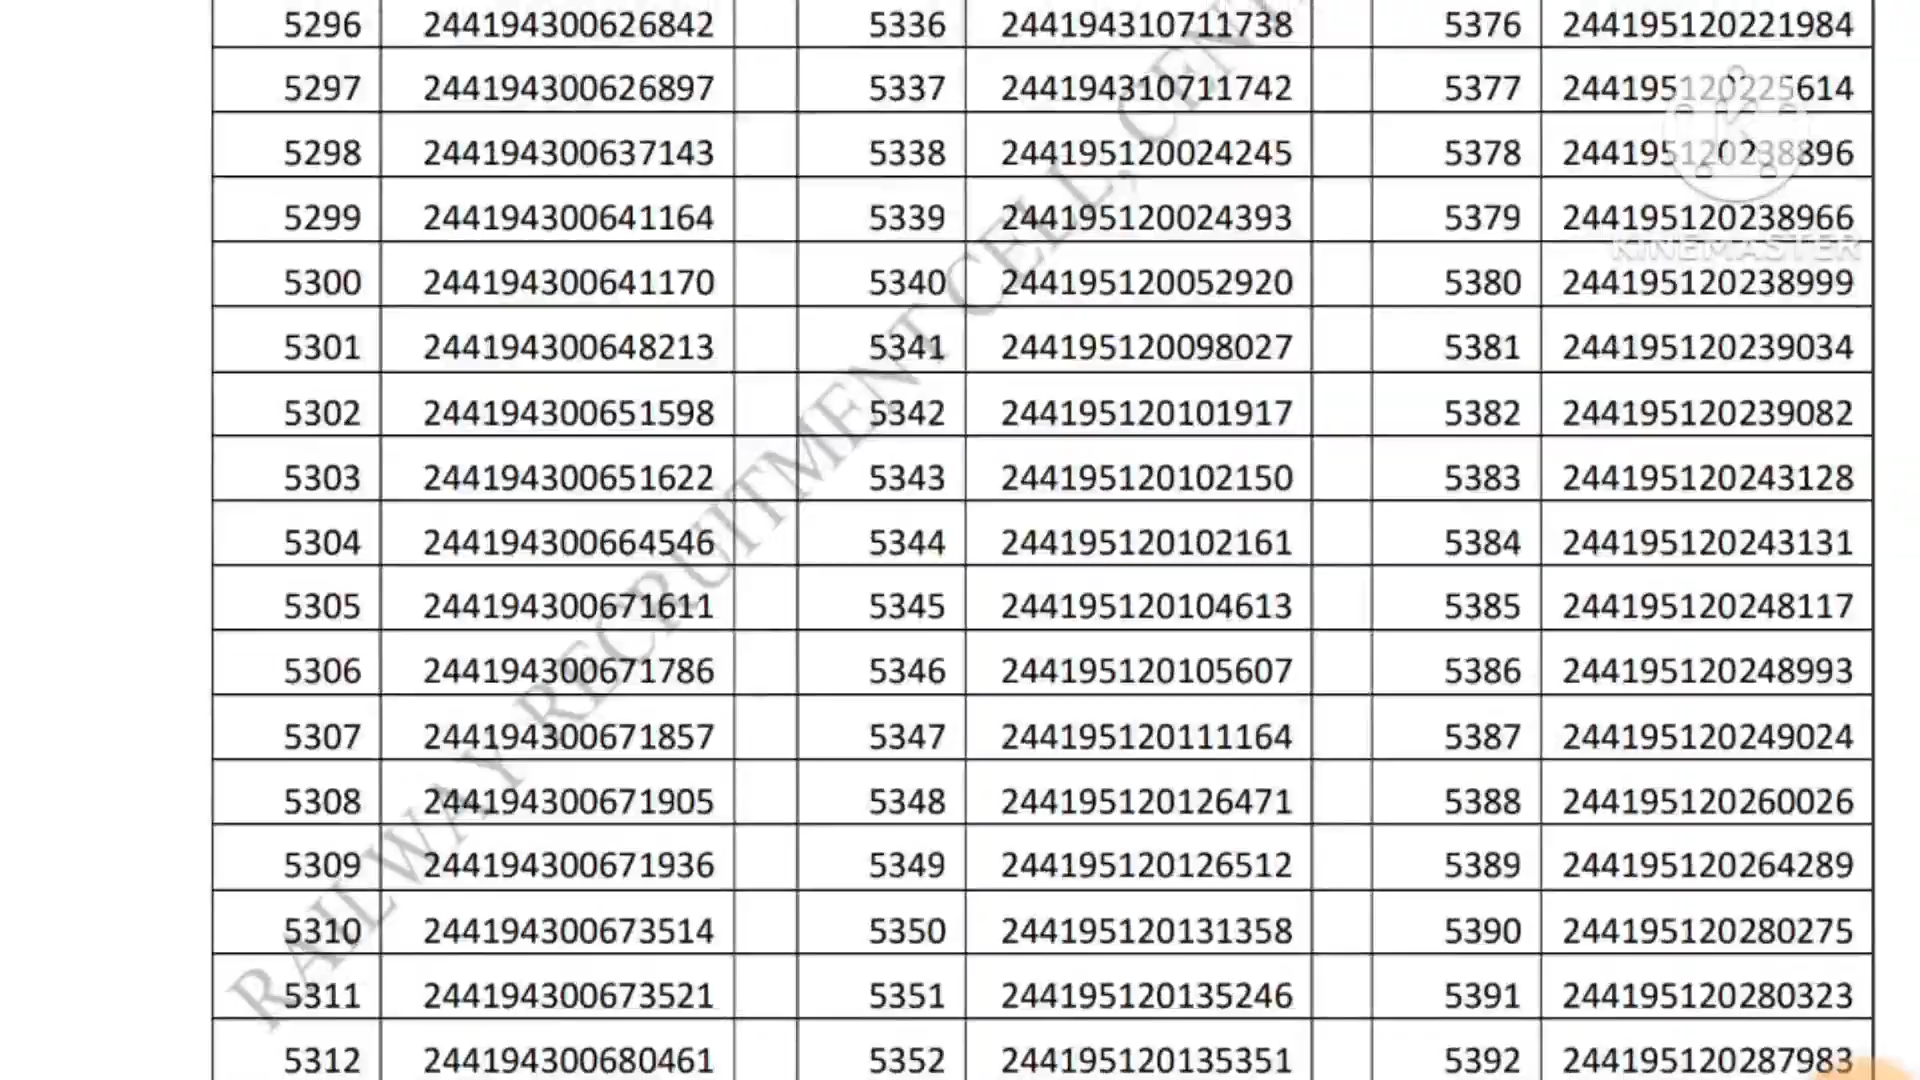 5296 244194300626842 5336 244194310711738 5376 244195120221984
5297 244194300626897 5337 244194310711742 5377 244195120225614
5298 244194300637143 5338 244195120024245 5378 244195120238896
5299 244194300641164 5339 244195120024393 5379 244195120238966
5300 244194300641170 5340 244195120052920 5380 244195120238999
5301 244194300648213 5341 244195120098027 5381 244195120239034
5302 244194300651598 5342 244195120101917 5382 244195120239082
5303 244194300651622 5343 244195120102150 5383 244195120243128
5304 244194300664546 5344 244195120102161 5384 244195120243131
5305 244194300671611 5345 244195120104613 5385 244195120248117
5306 244194300671786 5346 244195120105607 5386 244195120248993
5307 244194300671857 5347 244195120111164 5387 244195120249024
5308 244194300671905 5348 244195120126471 5388 244195120260026
5309 244194300671936 5349 244195120126512 5389 244195120264289
5310 244194300673514 5350 244195120131358 5390 244195120280275
5311 244194300673521 5351 244195120135246 5391 244195120280323
5312 244194300680461 5352 244195120135351 5392 244195120287983
RAILWAY RECRUITMENT CELL,
K
KINEMASTER